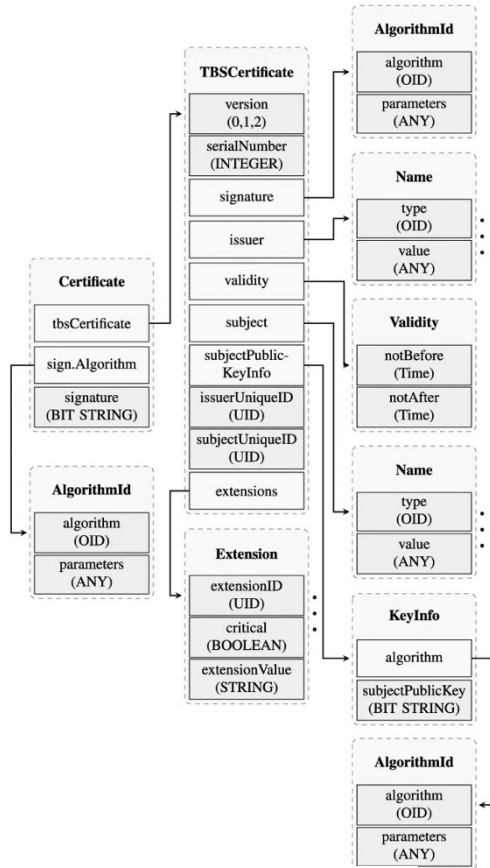 Certificate
tbsCertificate
sign.Algorithm
signature
(BIT STRING)
AlgorithmId
algorithm
(OID)
parameters
(ANY)
TBSCertificate
version
(0,1,2)
serialNumber
(INTEGER)
signature
issuer
validity
subject
subjectPublic-
KeyInfo
issuerUniqueID
(UID)
subjectUniqueID
(UID)
extensions
Extension
extensionID
(UID)
critical
(BOOLEAN)
extensionValue
(STRING)
AlgorithmId
algorithm
(OID)
parameters
(ANY)
Name
type
(OID)
value
(ANY)
Validity
notBefore
(Time)
notAfter
(Time)
Name
type
(OID)
value
(ANY)
KeyInfo
algorithm
subjectPublicKey
(BIT STRING)
AlgorithmId
algorithm
(OID)
parameters
(ANY)